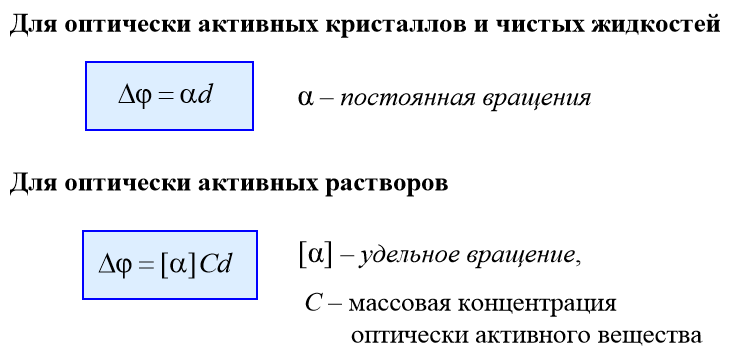 Для оптически активных кристаллов и чистых жидкостей
Δφ = αd
α – постоянная вращения
Для оптически активных растворов
Δφ = [α]Cd
[α] – удельное вращение,
C – массовая концентрация
оптически активного вещества